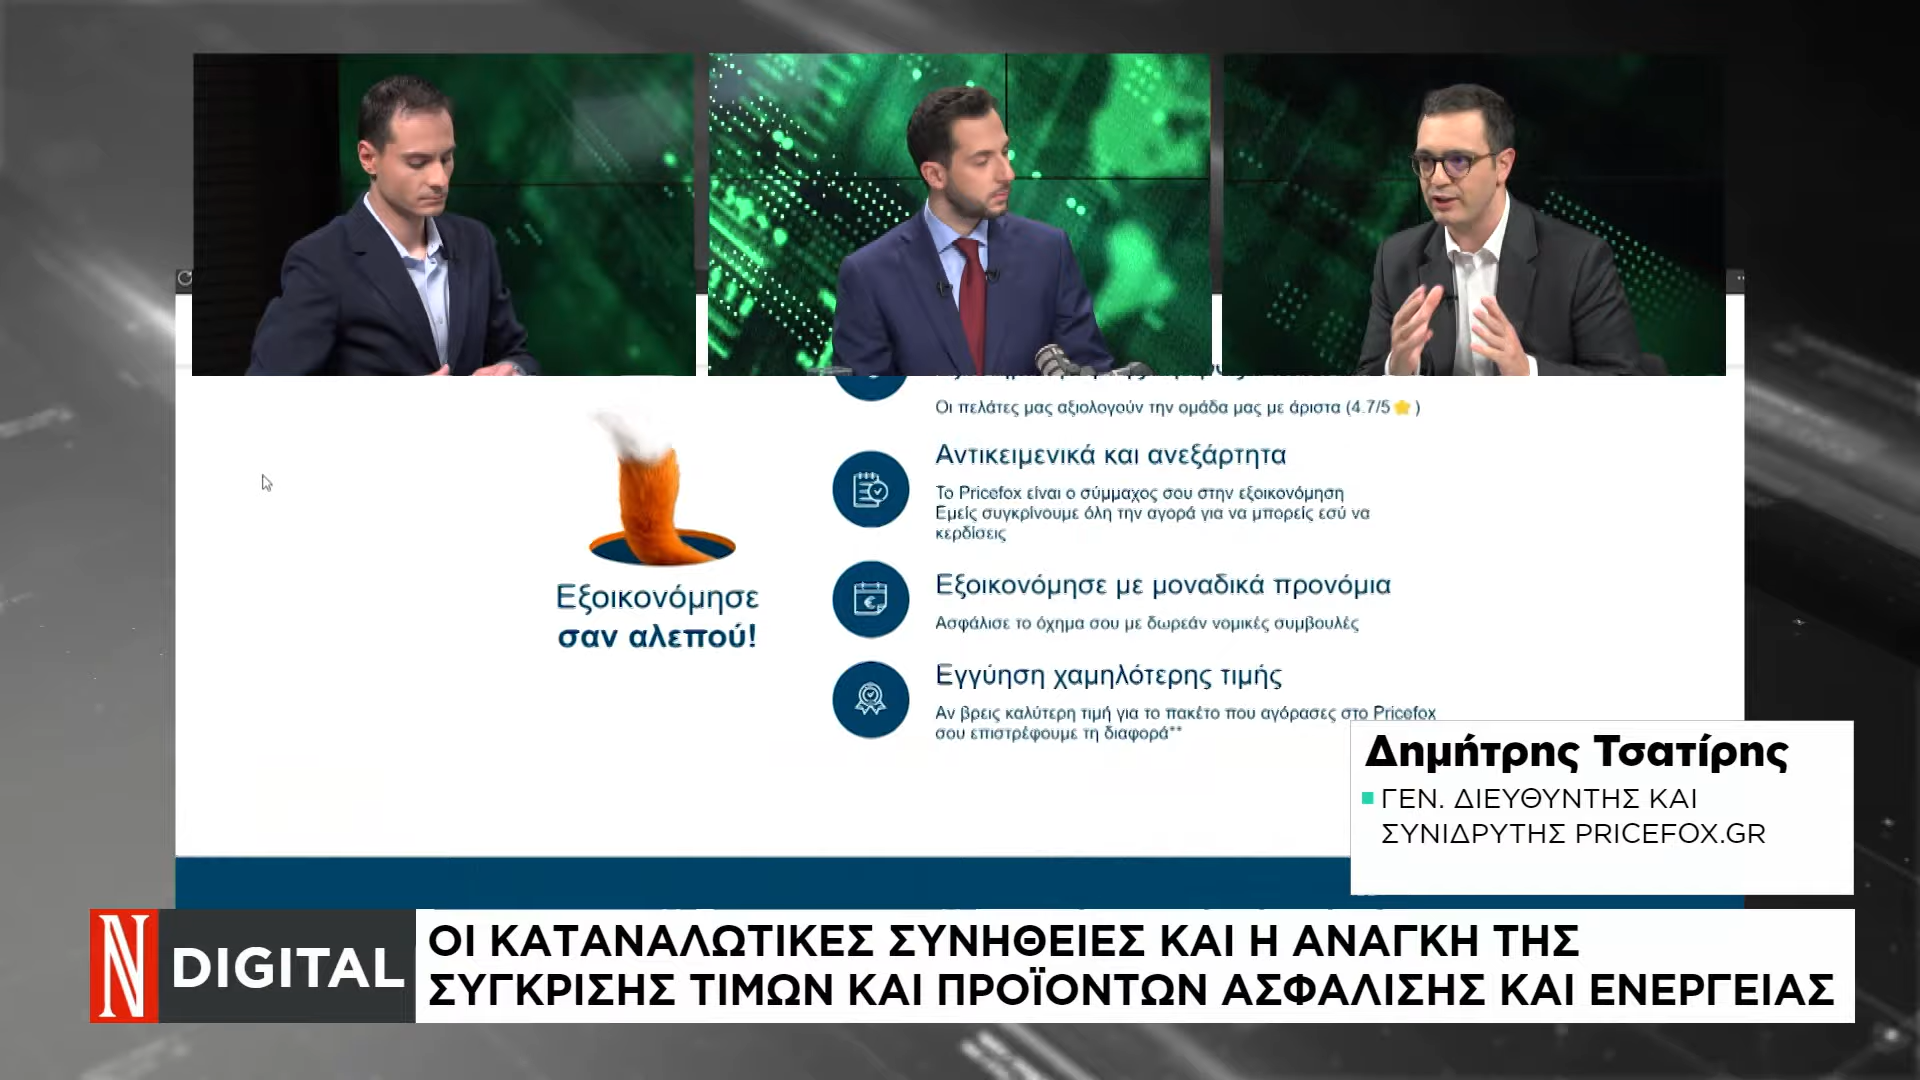 Οι πελάτες μας αξιολογούν την ομάδα μας με άριστα (4.7/5 ⭐ )
Αντικειμενικά και ανεξάρτητα
Το Pricefox είναι ο σύμμαχος σου στην εξοικονόμηση
Εμείς συγκρίνουμε όλη την αγορά για να μπορείς εσύ να
κερδίσεις
Εξοικονόμησε με μοναδικά προνόμια
Ασφάλισε το όχημα σου με δωρεάν νομικές συμβουλές
Εγγύηση χαμηλότερης τιμής
Αν βρεις καλύτερη τιμή για το πακέτο που αγόρασες στο Pricefox
σου επιστρέφουμε τη διαφορά**
Εξοικονόμησε
σαν αλεπού!
Δημήτρης Τσατίρης
ΓΕΝ. ΔΙΕΥΘΥΝΤΗΣ ΚΑΙ
ΣΥΝΙΔΡΥΤΗΣ PRICEFOX.GR
N DIGITAL
ΟΙ ΚΑΤΑΝΑΛΩΤΙΚΕΣ ΣΥΝΗΘΕΙΕΣ ΚΑΙ Η ΑΝΑΓΚΗ ΤΗΣ
ΣΥΓΚΡΙΣΗΣ ΤΙΜΩΝ ΚΑΙ ΠΡΟΪΟΝΤΩΝ ΑΣΦΑΛΙΣΗΣ ΚΑΙ ΕΝΕΡΓΕΙΑΣ